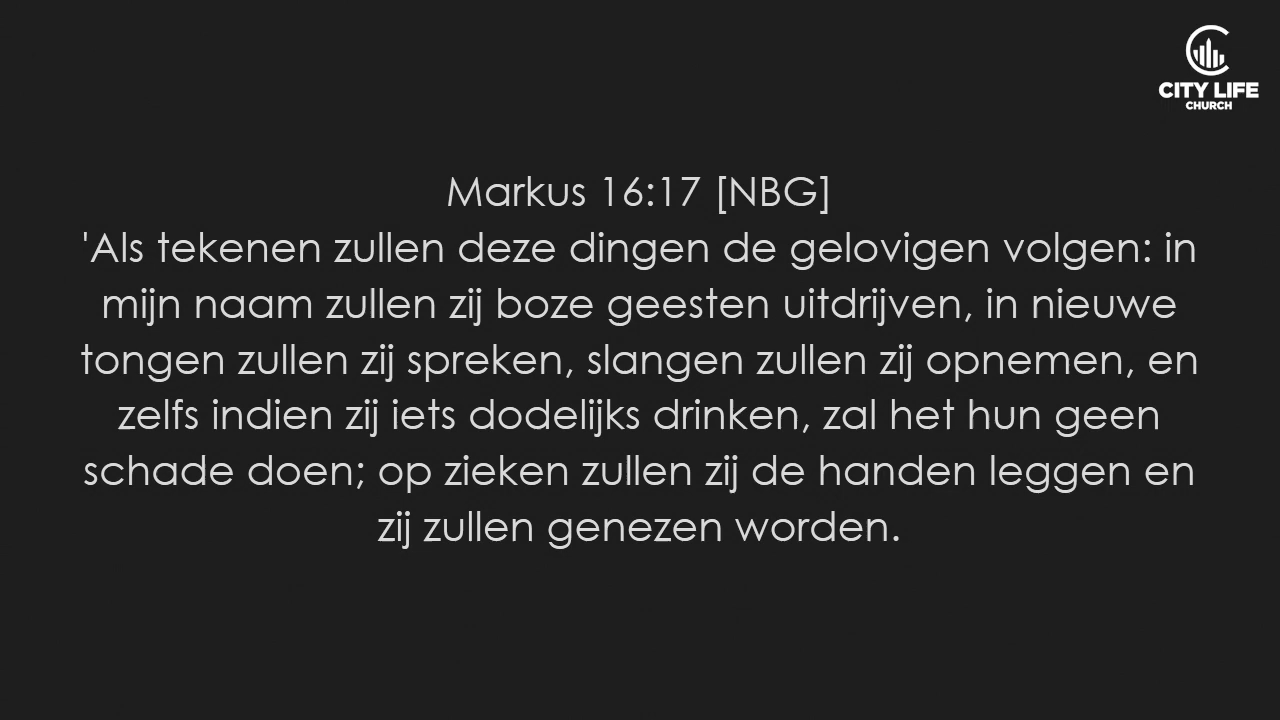 CITY LIFE
CHURCH
Markus 16:17 [NBG]
'Als tekenen zullen deze dingen de gelovigen volgen: in
mijn naam zullen zij boze geesten uitdrijven, in nieuwe
tongen zullen zij spreken, slangen zullen zij opnemen, en
zelfs indien zij iets dodelijks drinken, zal het hun geen
schade doen; op zieken zullen zij de handen leggen en
zij zullen genezen worden.